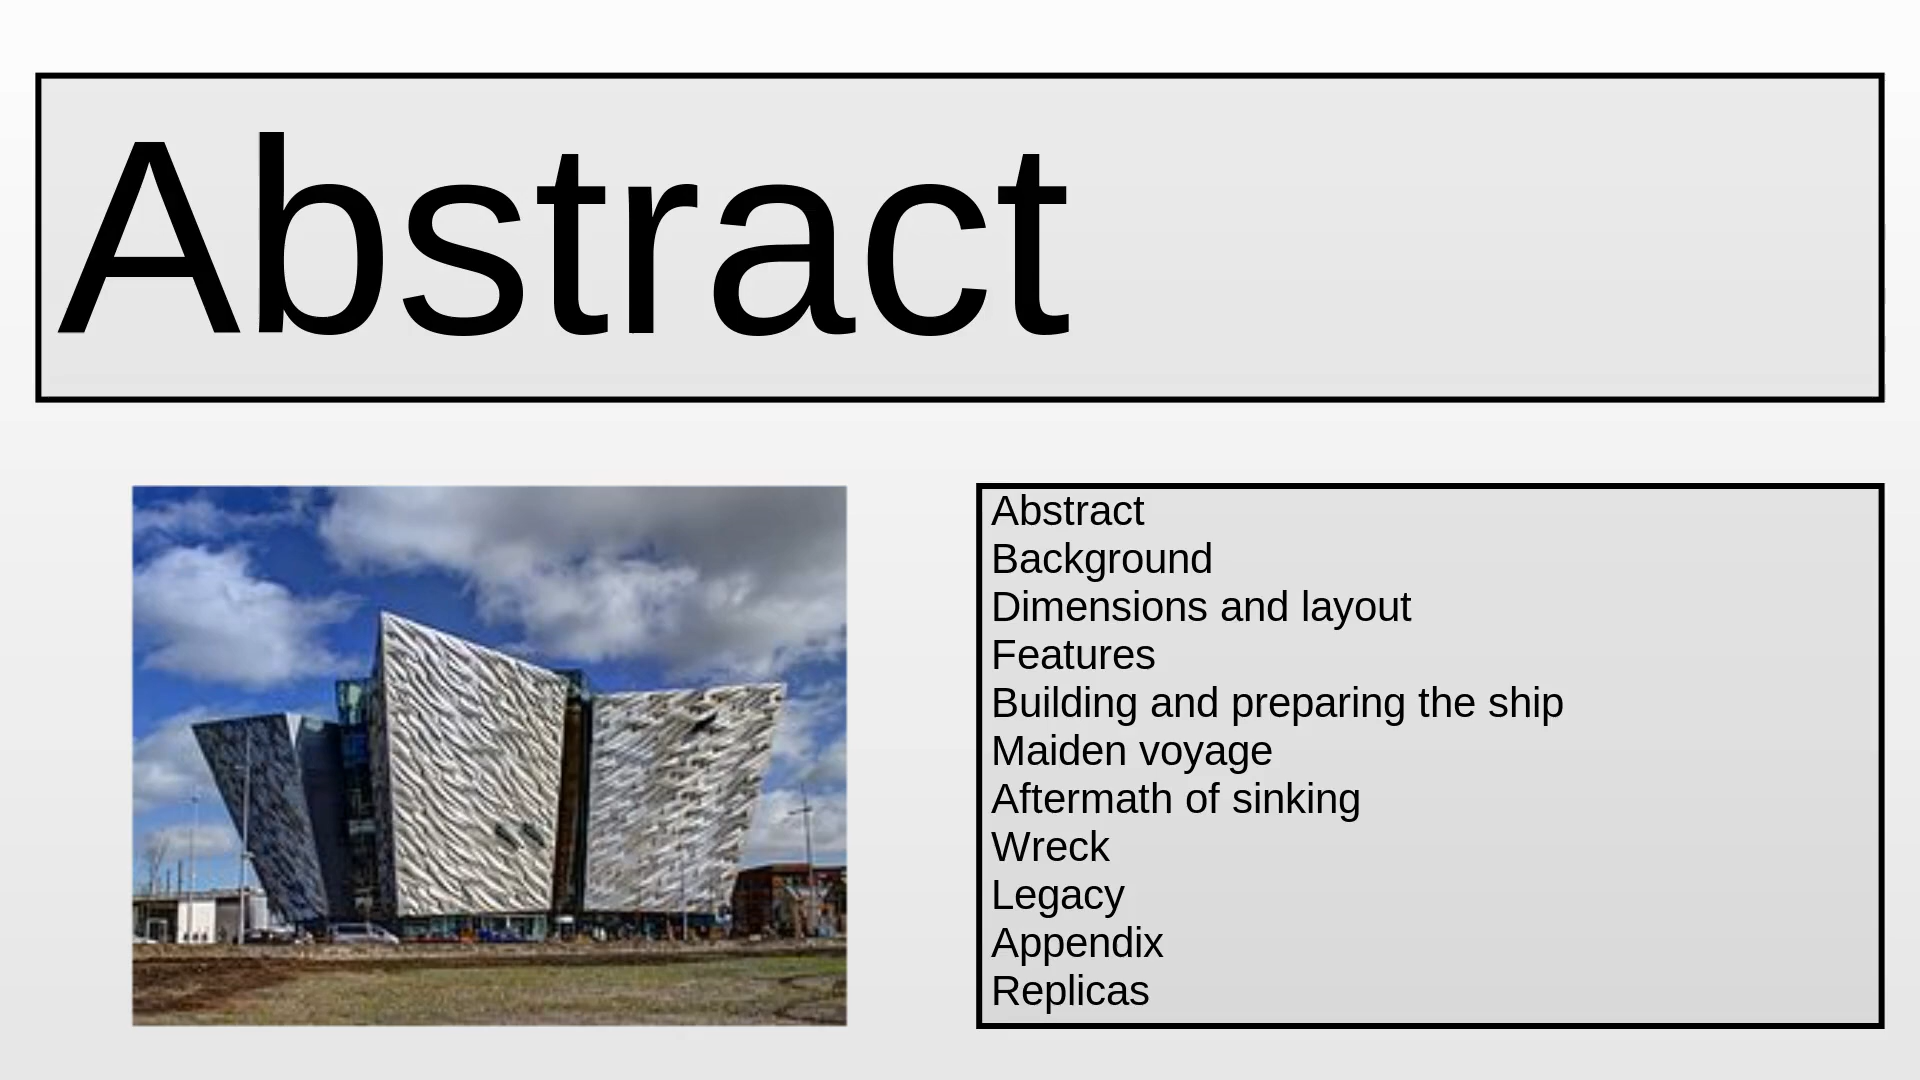 Abstract
Abstract
Background
Dimensions and layout
Features
Building and preparing the ship
Maiden voyage
Aftermath of sinking
Wreck
Legacy
Appendix
Replicas